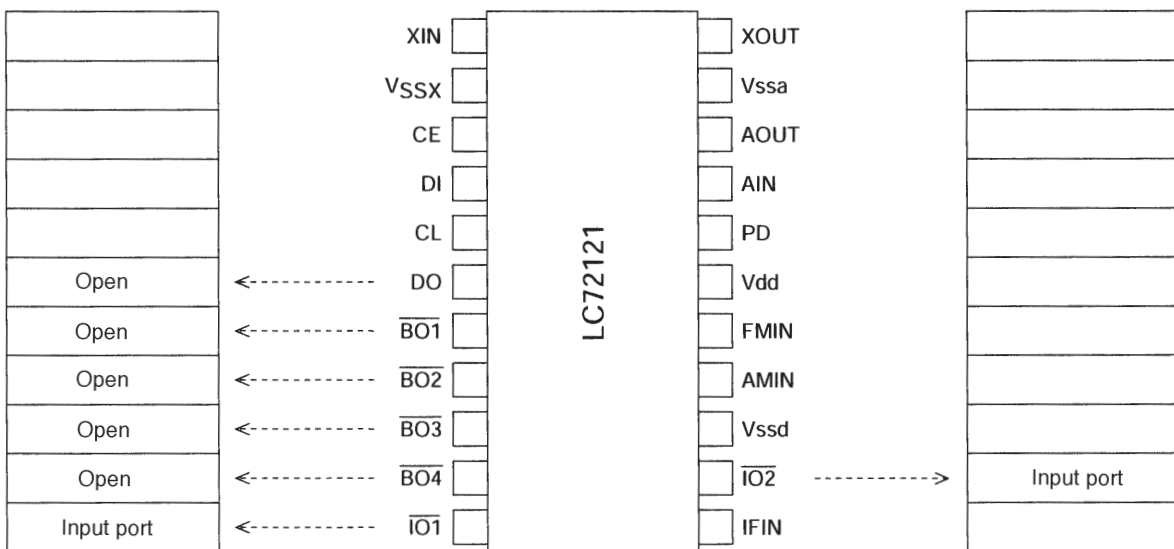 XIN XOUT
VSSX Vssa
CE AOUT
DI AIN
CL PD
Open DO Vdd
Open BO1 FMIN
Open BO2 AMIN
Open BO3 Vssd
Open BO4 IO2 Input port
Input port IO1 IFIN
LC72121